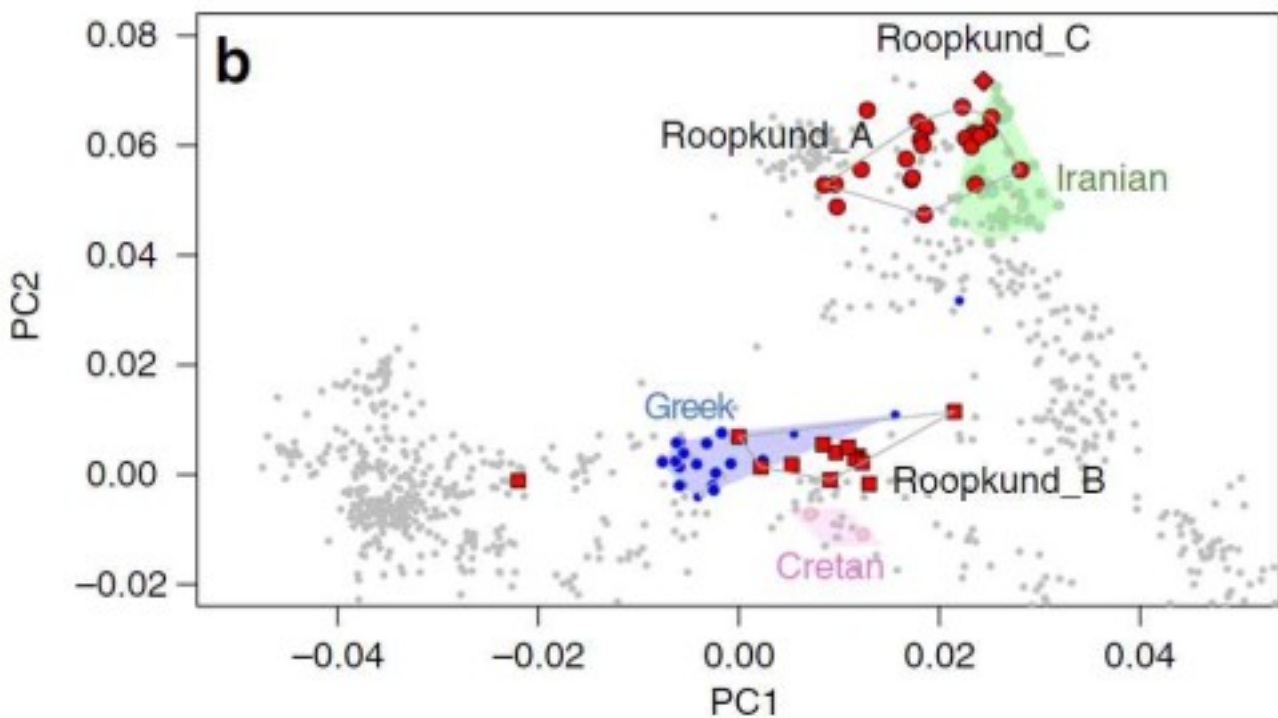 b
0.08
0.06
0.04
0.02
0.00
−0.02
PC2
Roopkund_C
Roopkund_A
Iranian
Greek
Roopkund_B
Cretan
−0.04
−0.02
0.00
0.02
0.04
PC1